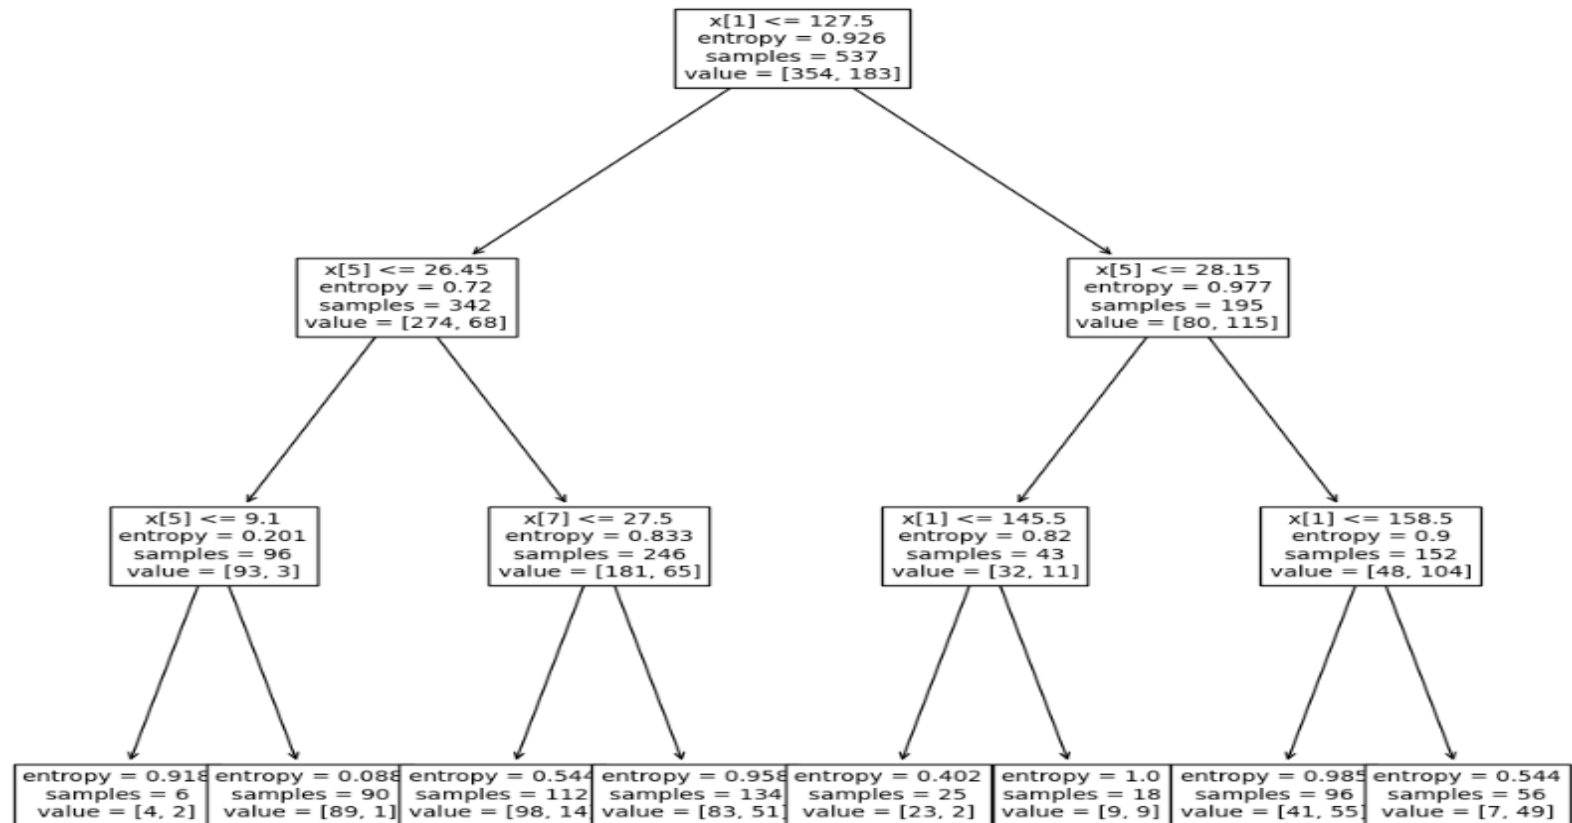 x[1] <= 127.5
entropy = 0.926
samples = 537
value = [354, 183]
x[5] <= 26.45
entropy = 0.72
samples = 342
value = [274, 68]
x[5] <= 28.15
entropy = 0.977
samples = 195
value = [80, 115]
x[5] <= 9.1
entropy = 0.201
samples = 96
value = [93, 3]
x[7] <= 27.5
entropy = 0.833
samples = 246
value = [181, 65]
x[1] <= 145.5
entropy = 0.82
samples = 43
value = [32, 11]
x[1] <= 158.5
entropy = 0.9
samples = 152
value = [48, 104]
entropy = 0.918
samples = 6
value = [4, 2]
entropy = 0.088
samples = 90
value = [89, 1]
entropy = 0.544
samples = 112
value = [98, 14
entropy = 0.958
samples = 134
value = [83, 51]
entropy = 0.402
samples = 25
value = [23, 2]
entropy = 1.0
samples = 18
value = [9, 9]
entropy = 0.985
samples = 96
value = [41, 55]
entropy = 0.544
samples = 56
value = [7, 49]